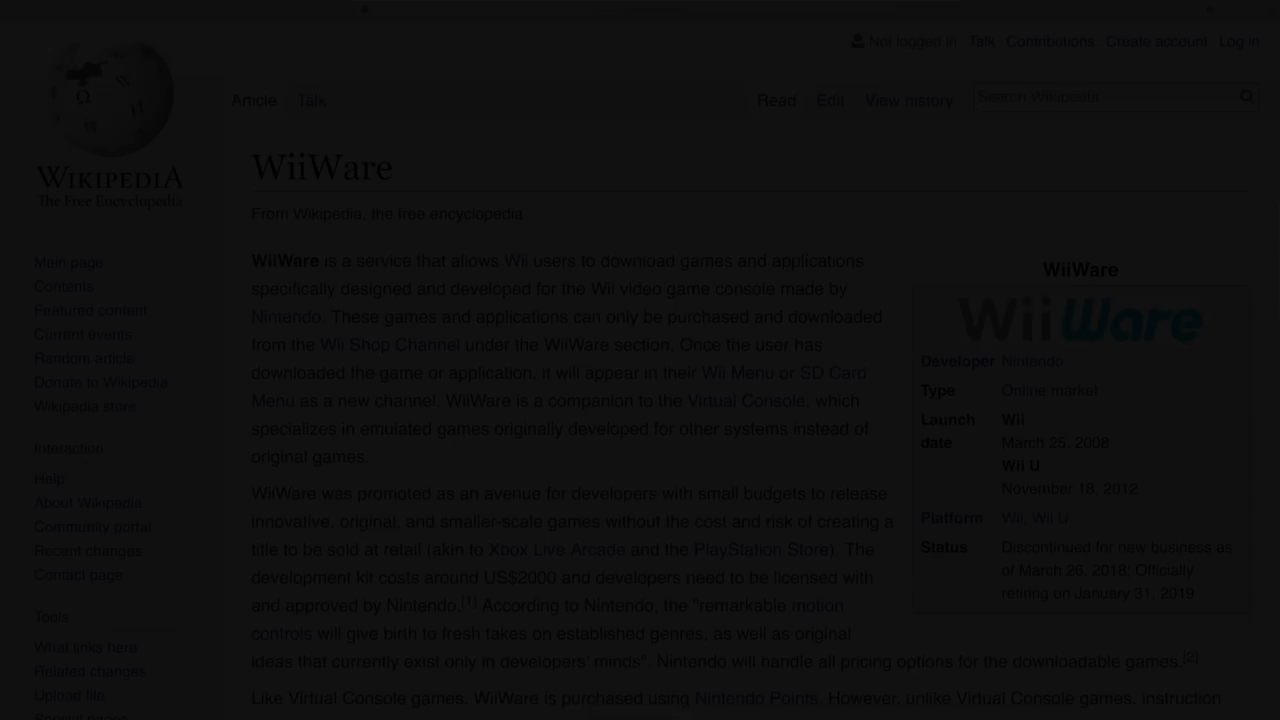 Not logged in Talk Contributions Create account Log in
Article Talk Read Edit View history Search Wikipedia
WIKIPEDIA
The Free Encyclopedia
Main page
Contents
Featured content
Current events
Random article
Donate to Wikipedia
Wikipedia store
Interaction
Help
About Wikipedia
Community portal
Recent changes
Contact page
Tools
What links here
Related changes
Upload file
WiiWare
From Wikipedia, the free encyclopedia
WiiWare is a service that allows Wii users to download games and applications
specifically designed and developed for the Wii video game console made by
Nintendo. These games and applications can only be purchased and downloaded
from the Wii Shop Channel under the WiiWare section. Once the user has
downloaded the game or application, it will appear in their Wii Menu or SD Card
Menu as a new channel. WiiWare is a companion to the Virtual Console, which
specializes in emulated games originally developed for other systems instead of
original games.
WiiWare was promoted as an avenue for developers with small budgets to release
innovative, original, and smaller-scale games without the cost and risk of creating a
title to be sold at retail (akin to Xbox Live Arcade and the PlayStation Store). The
development kit costs around US$2000 and developers need to be licensed with
and approved by Nintendo.[1] According to Nintendo, the "remarkable motion
controls will give birth to fresh takes on established genres, as well as original
ideas that currently exist only in developers' minds". Nintendo will handle all pricing options for the downloadable games.[2]
Like Virtual Console games, WiiWare is purchased using Nintendo Points. However, unlike Virtual Console games, instruction
WiiWare
WiiWare
Developer Nintendo
Type Online market
Launch Wii
date March 25, 2008
Wii U
November 18, 2012
Platform Wii, Wii U
Status Discontinued for new business as
of March 26, 2018; Officially
retiring on January 31, 2019